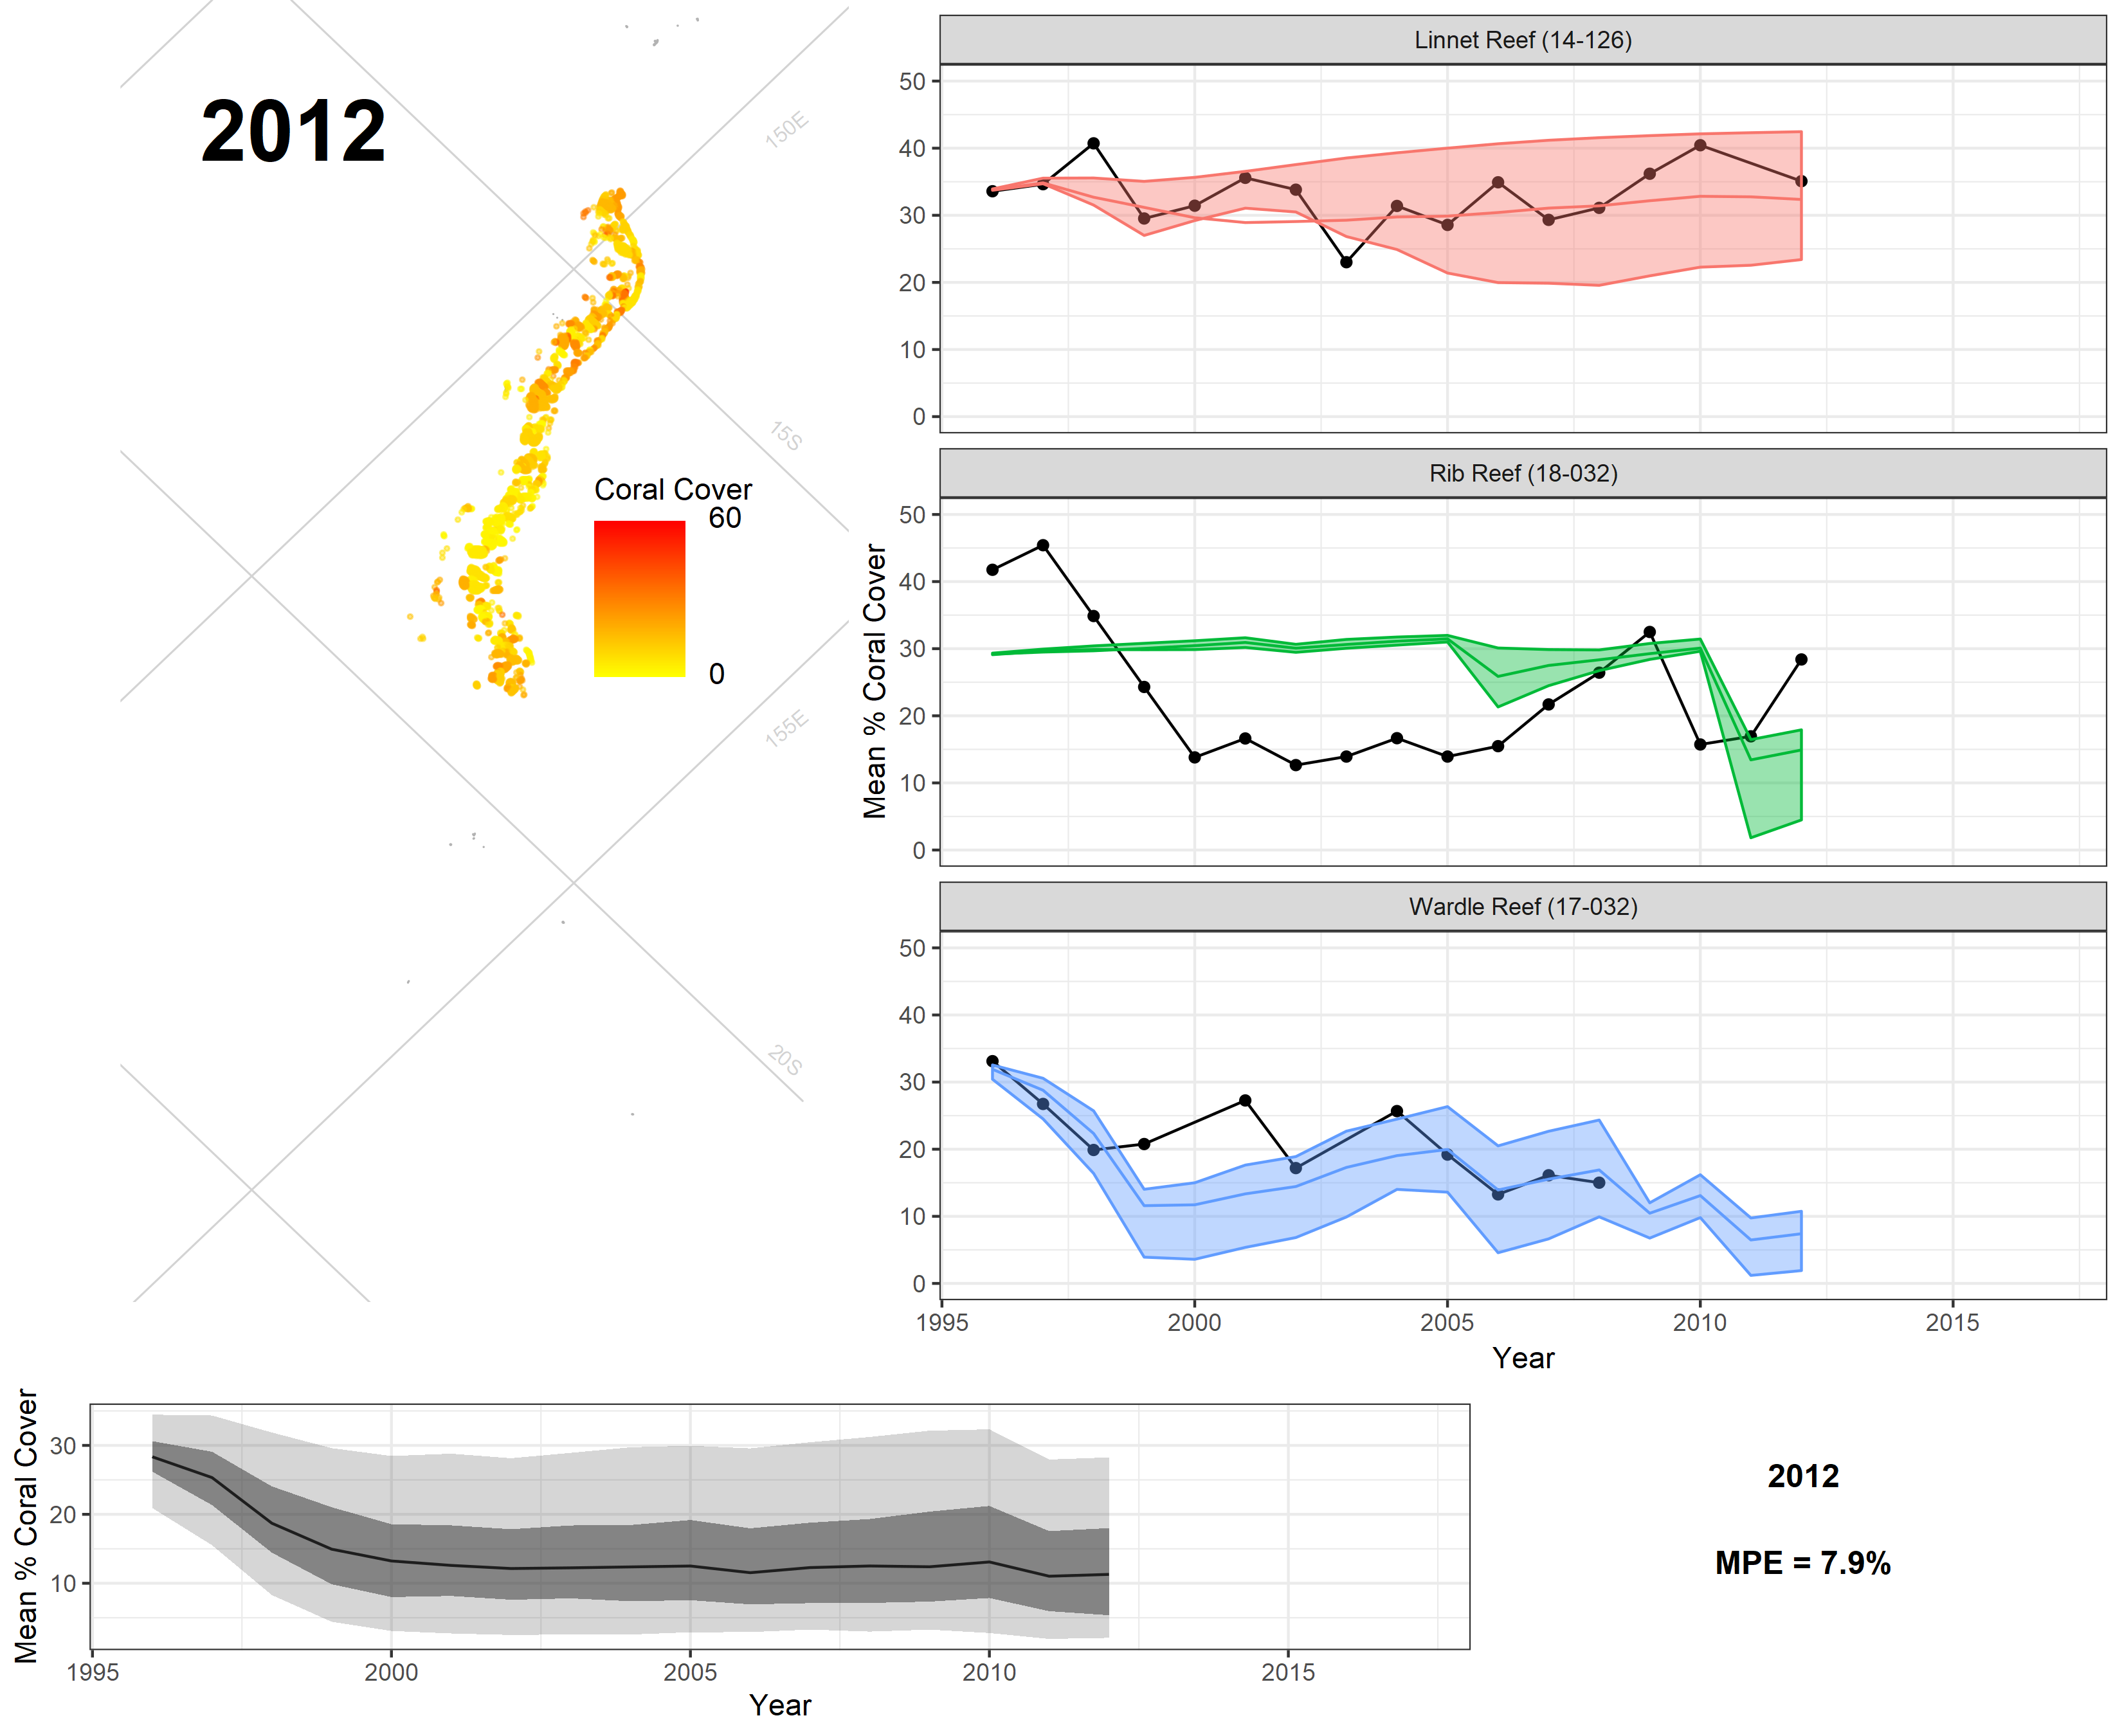 2012
150E
15S
155E
20S
Coral Cover
60
0
Linnet Reef (14-126)
50
40
30
20
10
0
Rib Reef (18-032)
50
40
30
20
10
0
Mean % Coral Cover
Wardle Reef (17-032)
50
40
30
20
10
0
1995 2000 2005 2010 2015
Year
Mean % Coral Cover
30
20
10
1995 2000 2005 2010 2015
Year
2012
MPE = 7.9%